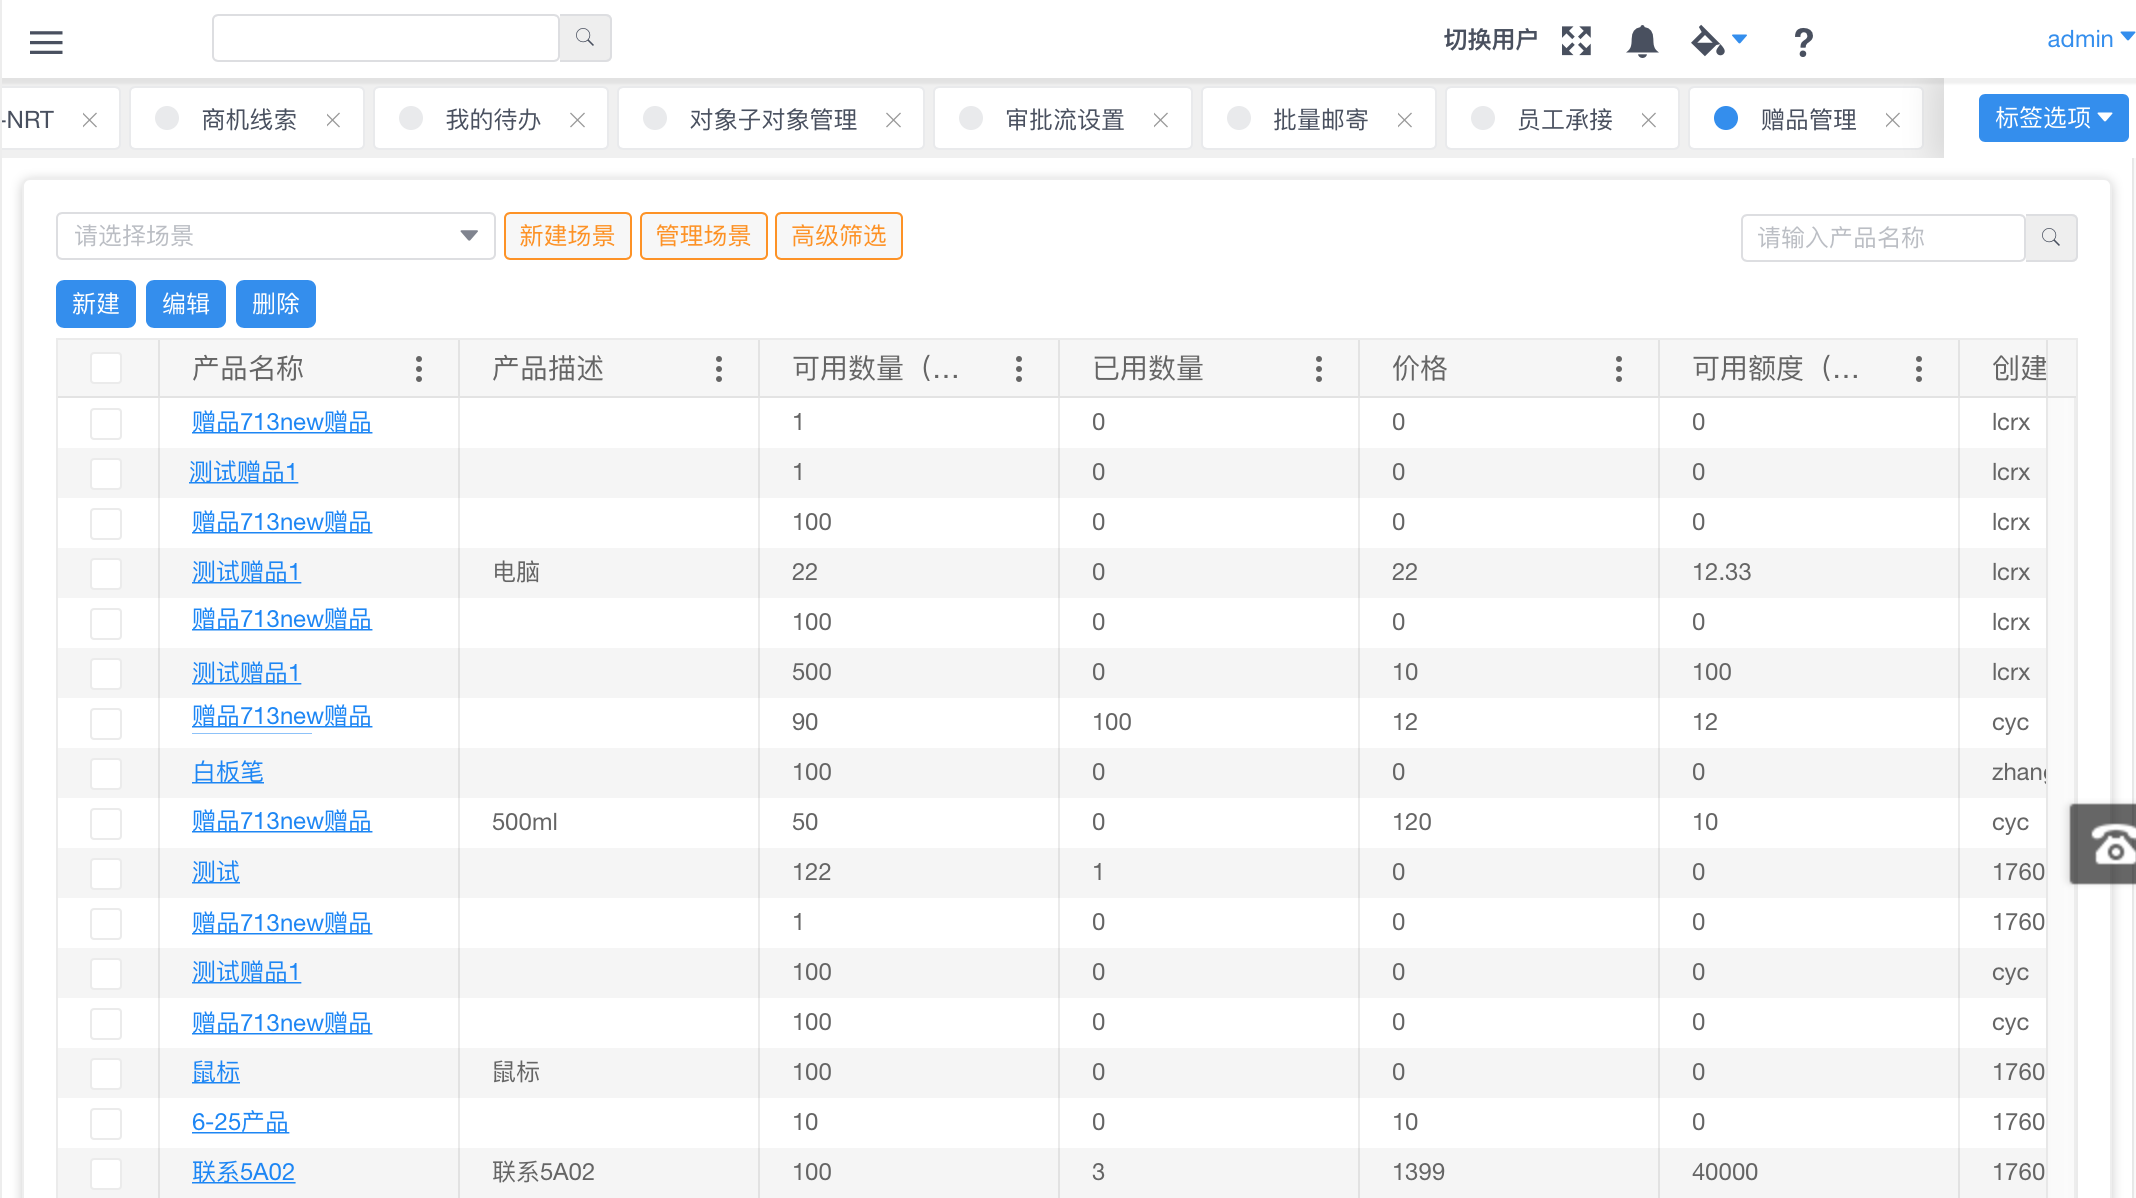 切换用户 ? admin
-NRT 商机线索 我的待办 对象子对象管理 审批流设置 批量邮寄 员工承接 赠品管理 标签选项
请选择场景 新建场景 管理场景 高级筛选 请输入产品名称
新建 编辑 删除
产品名称 产品描述 可用数量（... 已用数量 价格 可用额度（... 创建
赠品713new赠品 1 0 0 0 lcrx
测试赠品1 1 0 0 0 lcrx
赠品713new赠品 100 0 0 0 lcrx
测试赠品1 电脑 22 0 22 12.33 lcrx
赠品713new赠品 100 0 0 0 lcrx
测试赠品1 500 0 10 100 lcrx
赠品713new赠品 90 100 12 12 cyc
白板笔 100 0 0 0 zhang
赠品713new赠品 500ml 50 0 120 10 cyc
测试 122 1 0 0 1760
赠品713new赠品 1 0 0 0 1760
测试赠品1 100 0 0 0 cyc
赠品713new赠品 100 0 0 0 cyc
鼠标 鼠标 100 0 0 0 1760
6-25产品 10 0 10 0 1760
联系5A02 联系5A02 100 3 1399 40000 1760